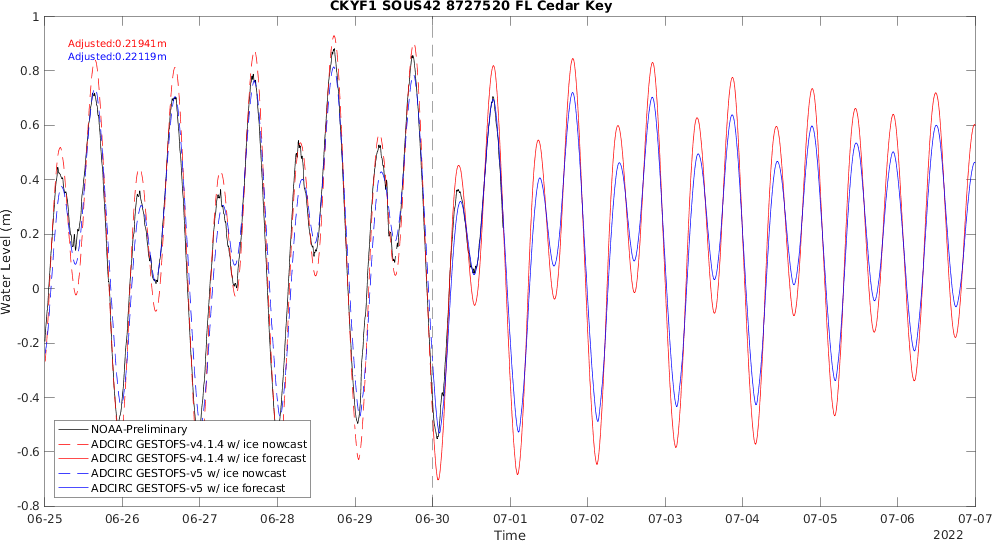 CKYF1 SOUS42 8727520 FL Cedar Key
Adjusted:0.21941m
Adjusted:0.22119m
Water Level (m)
1
0.8
0.6
0.4
0.2
0
-0.2
-0.4
-0.6
-0.8
NOAA-Preliminary
ADCIRC GESTOFS-v4.1.4 w/ ice nowcast
ADCIRC GESTOFS-v4.1.4 w/ ice forecast
ADCIRC GESTOFS-v5 w/ ice nowcast
ADCIRC GESTOFS-v5 w/ ice forecast
06-25 06-26 06-27 06-28 06-29 06-30 07-01 07-02 07-03 07-04 07-05 07-06 07-07
Time
2022